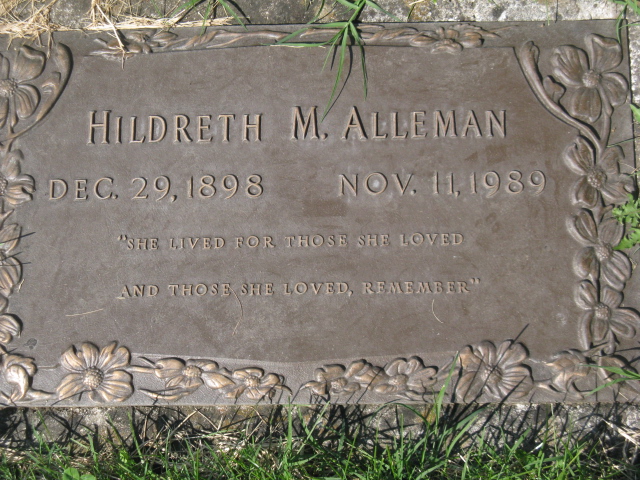 HILDRETH M. ALLEMAN
DEC. 29, 1898 NOV. 11, 1989
"SHE LIVED FOR THOSE SHE LOVED
AND THOSE SHE LOVED, REMEMBER"